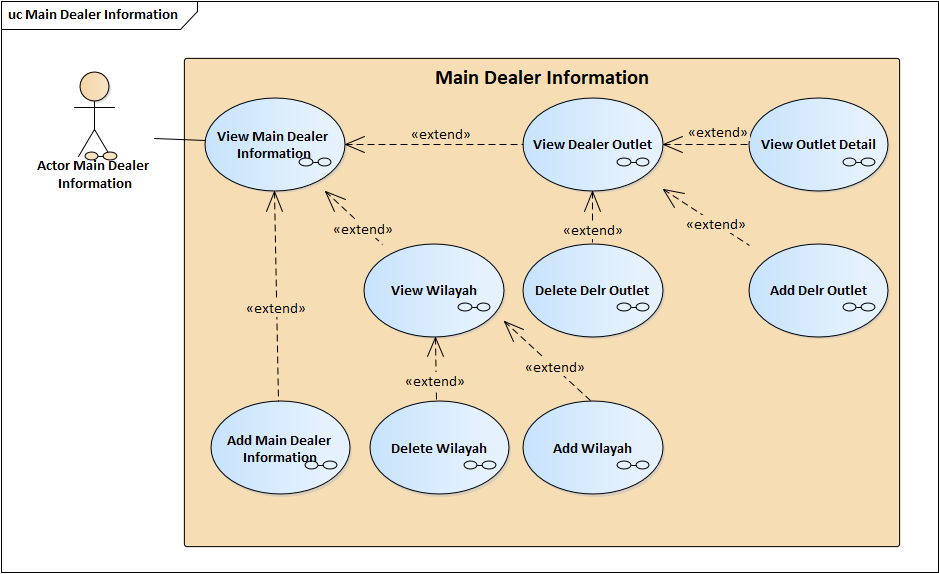 uc Main Dealer Information
Main Dealer Information
Actor Main Dealer
Information
View Main Dealer
Information
«extend»
View Dealer Outlet
«extend»
View Outlet Detail
«extend»
«extend»
«extend»
View Wilayah
Delete Delr Outlet
Add Delr Outlet
«extend»
«extend»
«extend»
Add Main Dealer
Information
Delete Wilayah
Add Wilayah